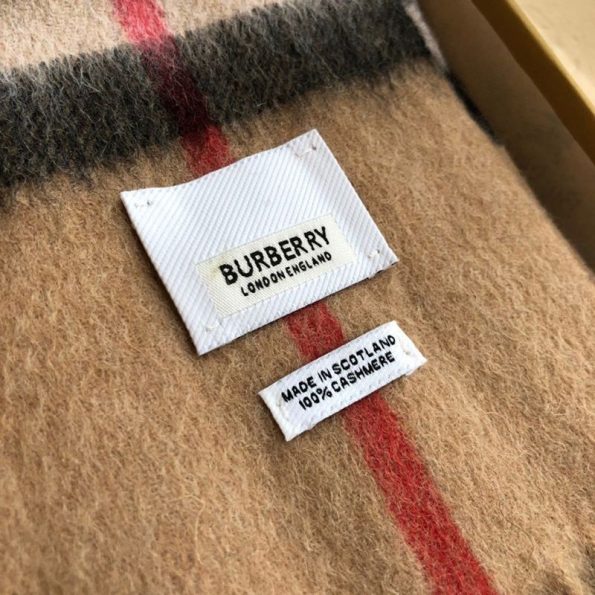 BURBERRY
LONDON ENGLAND
MADE IN SCOTLAND
100% CASHMERE